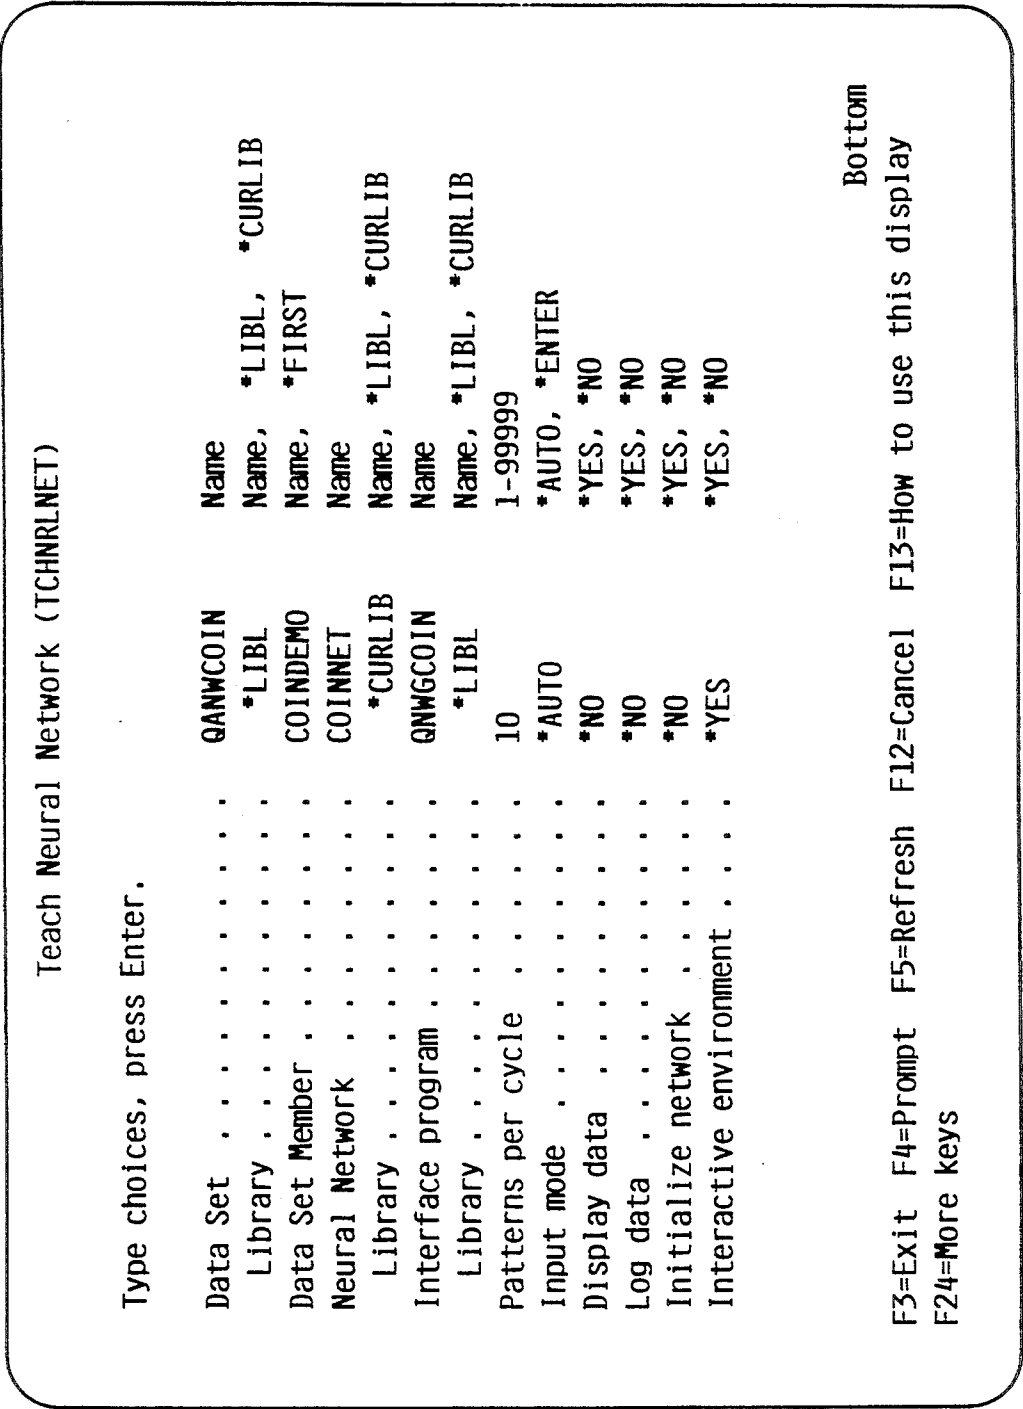 Teach Neural Network (TCHNRLNET)
Type choices, press Enter.
Data Set . . . . . . . . . . . QANWCOIN Name
Library . . . . . . . . . . *LIBL Name, *LIBL, *CURLIB
Data Set Member . . . . . . . . COINDEMO Name, *FIRST
Neural Network . . . . . . . . COINNET Name
Library . . . . . . . . . . *CURLIB Name, *LIBL, *CURLIB
Interface program . . . . . . . QNWGCOIN Name
Library . . . . . . . . . . *LIBL Name, *LIBL, *CURLIB
Patterns per cycle . . . . . . 10 1-99999
Input mode . . . . . . . . . . *AUTO *AUTO, *ENTER
Display data . . . . . . . . . *NO *YES, *NO
Log data . . . . . . . . . . . *NO *YES, *NO
Initialize network . . . . . . *NO *YES, *NO
Interactive environment . . . . *YES *YES, *NO
Bottom
F3=Exit F4=Prompt F5=Refresh F12=Cancel F13=How to use this display
F24=More keys